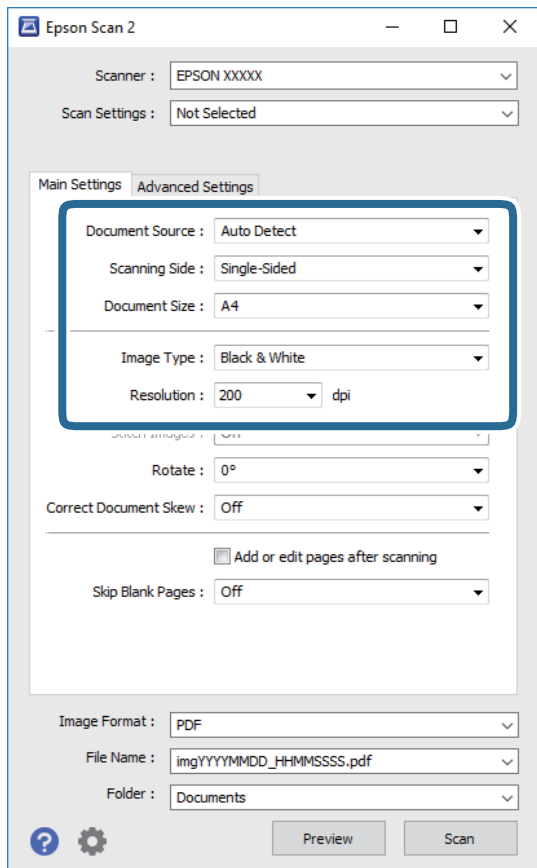 Epson Scan 2
Scanner : EPSON XXXXX
Scan Settings : Not Selected
Main Settings Advanced Settings
Document Source : Auto Detect
Scanning Side : Single-Sided
Document Size : A4
Image Type : Black & White
Resolution : 200 dpi
Stitch Images : Off
Rotate : 0°
Correct Document Skew : Off
Add or edit pages after scanning
Skip Blank Pages : Off
Image Format : PDF
File Name : imgYYYYMMDD_HHMMSSSS.pdf
Folder : Documents
? Preview Scan